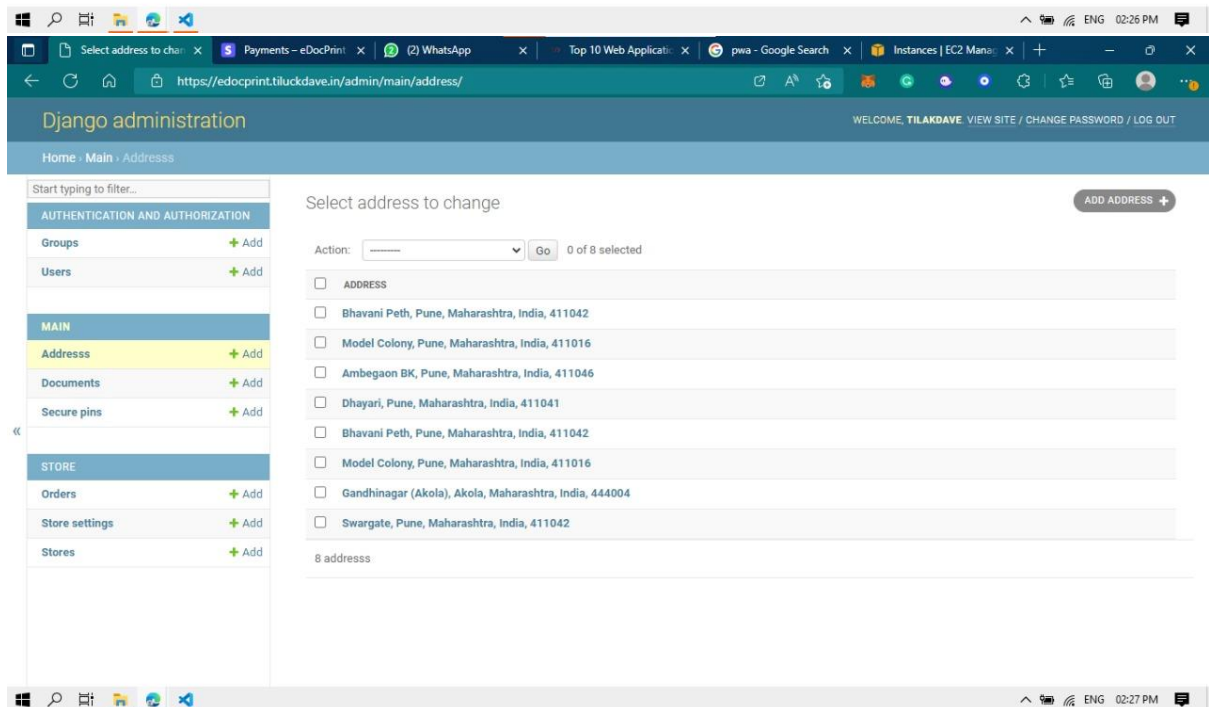 ENG 02:26 PM
Select address to chan Payments – eDocPrint (2) WhatsApp Top 10 Web Applicatio pwa - Google Search Instances | EC2 Manag
https://edocprint.tiluckdave.in/admin/main/address/
Django administration WELCOME, TILAKDAVE. VIEW SITE / CHANGE PASSWORD / LOG OUT
Home › Main › Addresss
Start typing to filter...
Select address to change ADD ADDRESS +
AUTHENTICATION AND AUTHORIZATION
Groups + Add
Action: --------- Go 0 of 8 selected
Users + Add
ADDRESS
Bhavani Peth, Pune, Maharashtra, India, 411042
MAIN
Model Colony, Pune, Maharashtra, India, 411016
Addresss + Add
Ambegaon BK, Pune, Maharashtra, India, 411046
Documents + Add
Dhayari, Pune, Maharashtra, India, 411041
Secure pins + Add
«
Bhavani Peth, Pune, Maharashtra, India, 411042
STORE
Model Colony, Pune, Maharashtra, India, 411016
Orders + Add
Gandhinagar (Akola), Akola, Maharashtra, India, 444004
Store settings + Add
Swargate, Pune, Maharashtra, India, 411042
Stores + Add
8 addresss
ENG 02:27 PM